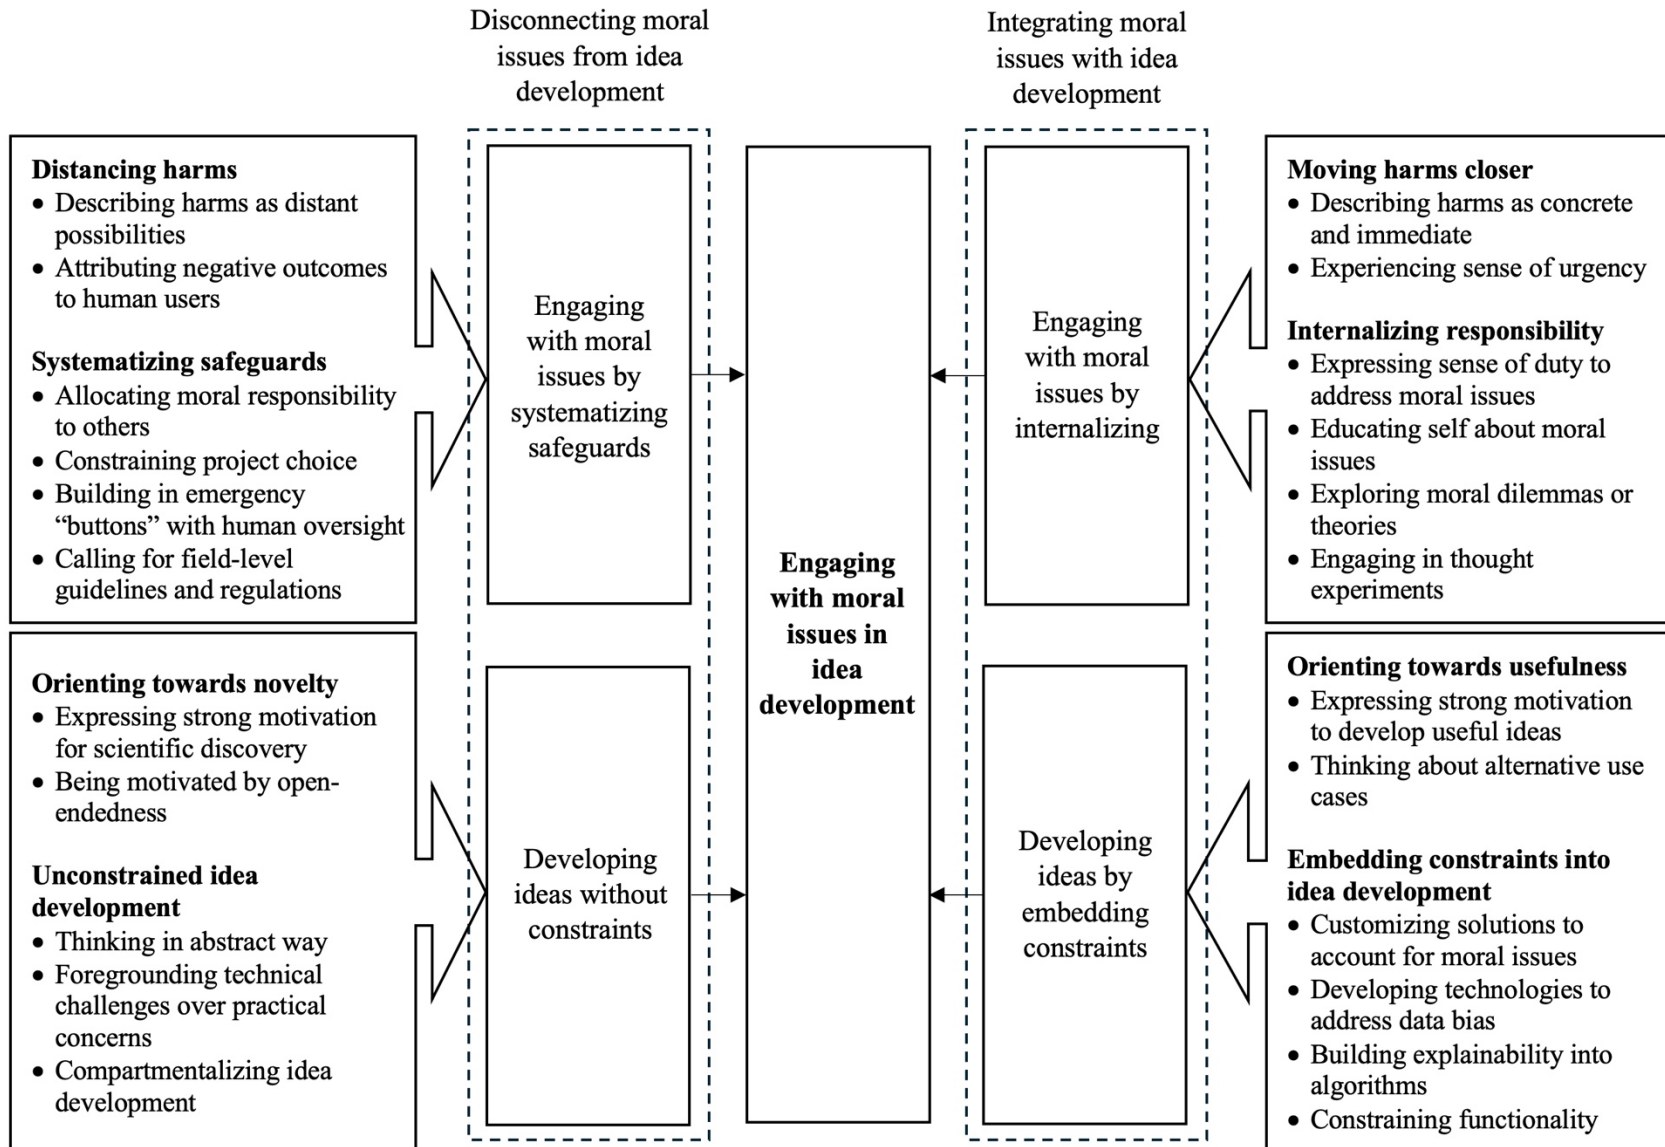 Disconnecting moral
issues from idea
development
Integrating moral
issues with idea
development
Distancing harms
• Describing harms as distant
possibilities
• Attributing negative outcomes
to human users
Systematizing safeguards
• Allocating moral responsibility
to others
• Constraining project choice
• Building in emergency
“buttons” with human oversight
• Calling for field-level
guidelines and regulations
Orienting towards novelty
• Expressing strong motivation
for scientific discovery
• Being motivated by open-
endedness
Unconstrained idea
development
• Thinking in abstract way
• Foregrounding technical
challenges over practical
concerns
• Compartmentalizing idea
development
Engaging
with moral
issues by
systematizing
safeguards
Developing
ideas without
constraints
Engaging
with moral
issues in
idea
development
Engaging
with moral
issues by
internalizing
Developing
ideas by
embedding
constraints
Moving harms closer
• Describing harms as concrete
and immediate
• Experiencing sense of urgency
Internalizing responsibility
• Expressing sense of duty to
address moral issues
• Educating self about moral
issues
• Exploring moral dilemmas or
theories
• Engaging in thought
experiments
Orienting towards usefulness
• Expressing strong motivation
to develop useful ideas
• Thinking about alternative use
cases
Embedding constraints into
idea development
• Customizing solutions to
account for moral issues
• Developing technologies to
address data bias
• Building explainability into
algorithms
• Constraining functionality